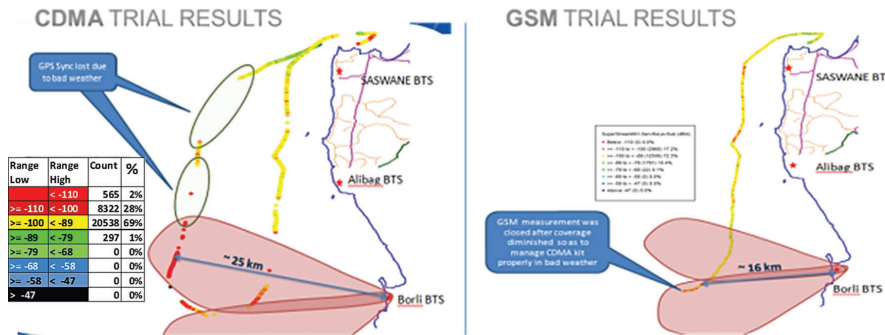 CDMA TRIAL RESULTS
GPS Sync lost due
to bad weather
SASWANE BTS
Alibag BTS
~ 25 km
Borli BTS
Range Low Range High Count %
< -110 565 2%
>= -110 < -100 8322 28%
>= -100 < -89 20538 69%
>= -89 < -79 297 1%
>= -79 < -68 0 0%
>= -68 < -58 0 0%
>= -58 < -47 0 0%
> -47 0 0%
GSM TRIAL RESULTS
SASWANE BTS
Alibag BTS
GSM measurement was
closed after coverage
diminished so as to
manage CDMA kit
properly in bad weather
~ 16 km
Borli BTS